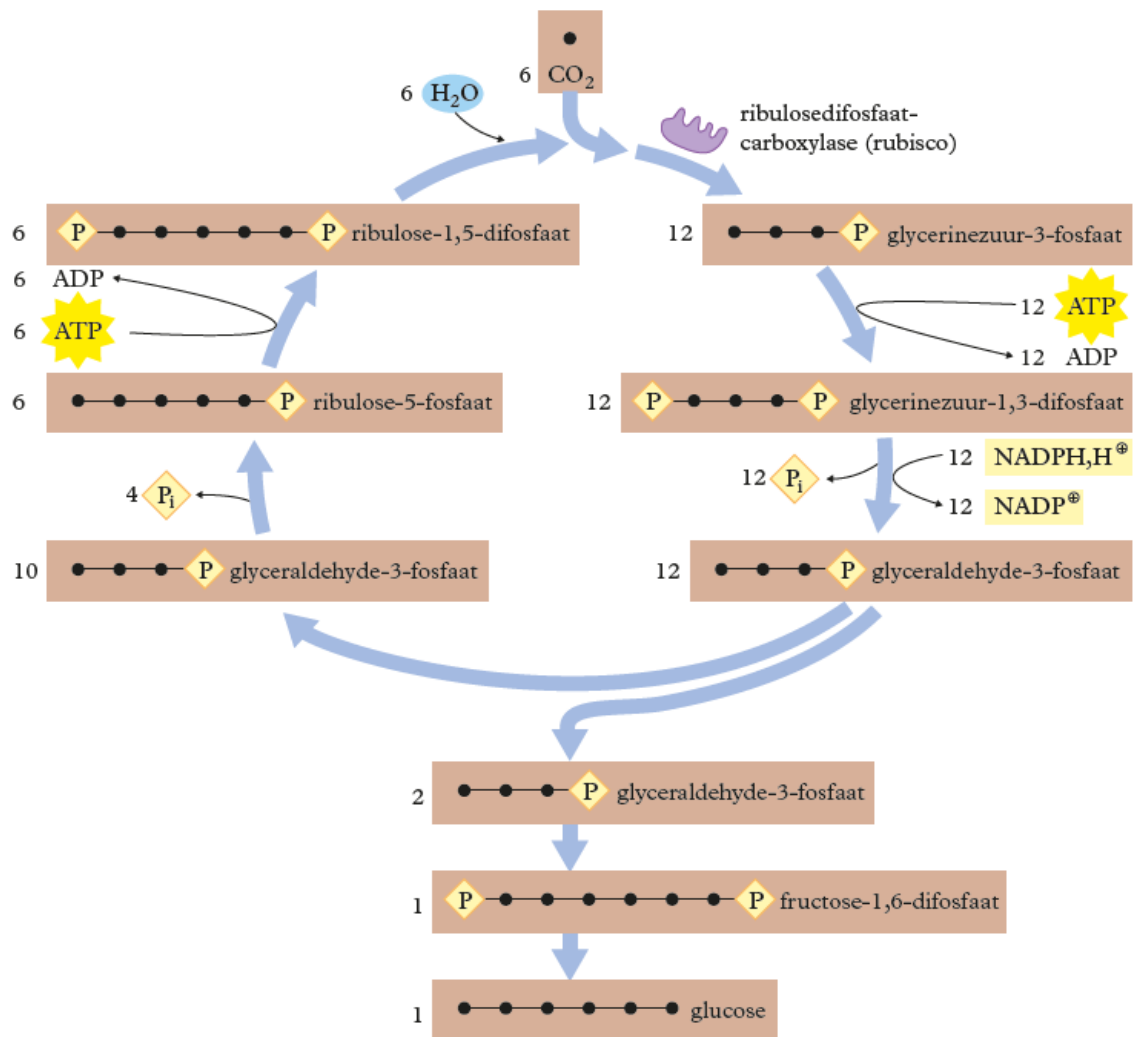 6 CO₂
6 H₂O
ribulosedifosfaat-
carboxylase (rubisco)
6 P P ribulose-1,5-difosfaat
12 P glycerinezuur-3-fosfaat
6 ADP
6 ATP
12 ATP
12 ADP
6 P ribulose-5-fosfaat
12 P P glycerinezuur-1,3-difosfaat
4 Pᵢ
12 Pᵢ
12 NADPH,H⊕
12 NADP⊕
10 P glyceraldehyde-3-fosfaat
12 P glyceraldehyde-3-fosfaat
2 P glyceraldehyde-3-fosfaat
1 P P fructose-1,6-difosfaat
1 glucose